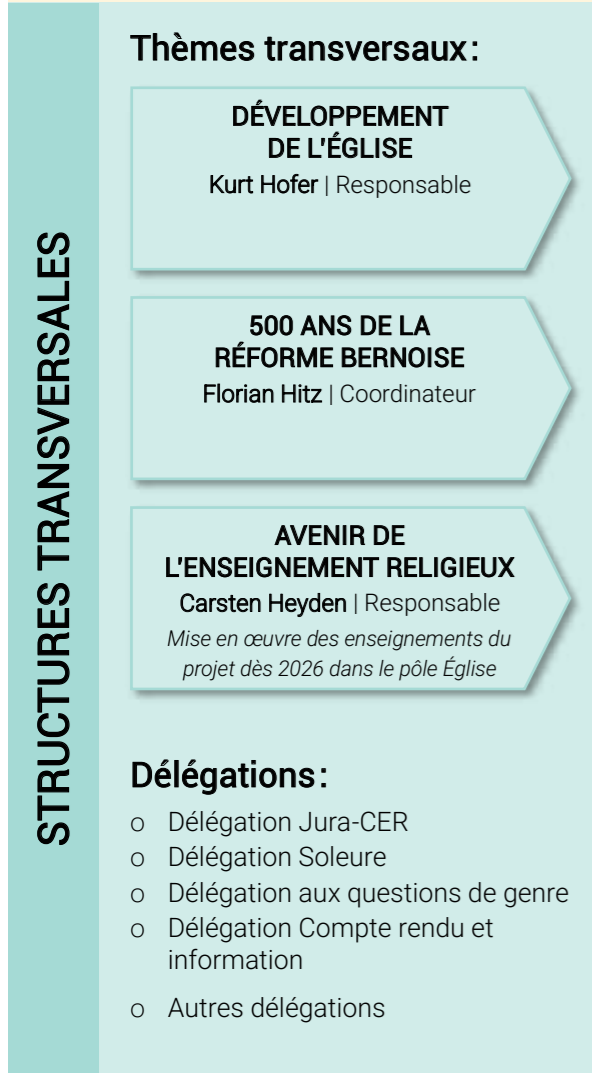 STRUCTURES TRANSVERSALES
Thèmes transversaux:
DÉVELOPPEMENT
DE L'ÉGLISE
Kurt Hofer | Responsable
500 ANS DE LA
RÉFORME BERNOISE
Florian Hitz | Coordinateur
AVENIR DE
L'ENSEIGNEMENT RELIGIEUX
Carsten Heyden | Responsable
Mise en œuvre des enseignements du
projet dès 2026 dans le pôle Église
Délégations:
o Délégation Jura-CER
o Délégation Soleure
o Délégation aux questions de genre
o Délégation Compte rendu et
information
o Autres délégations